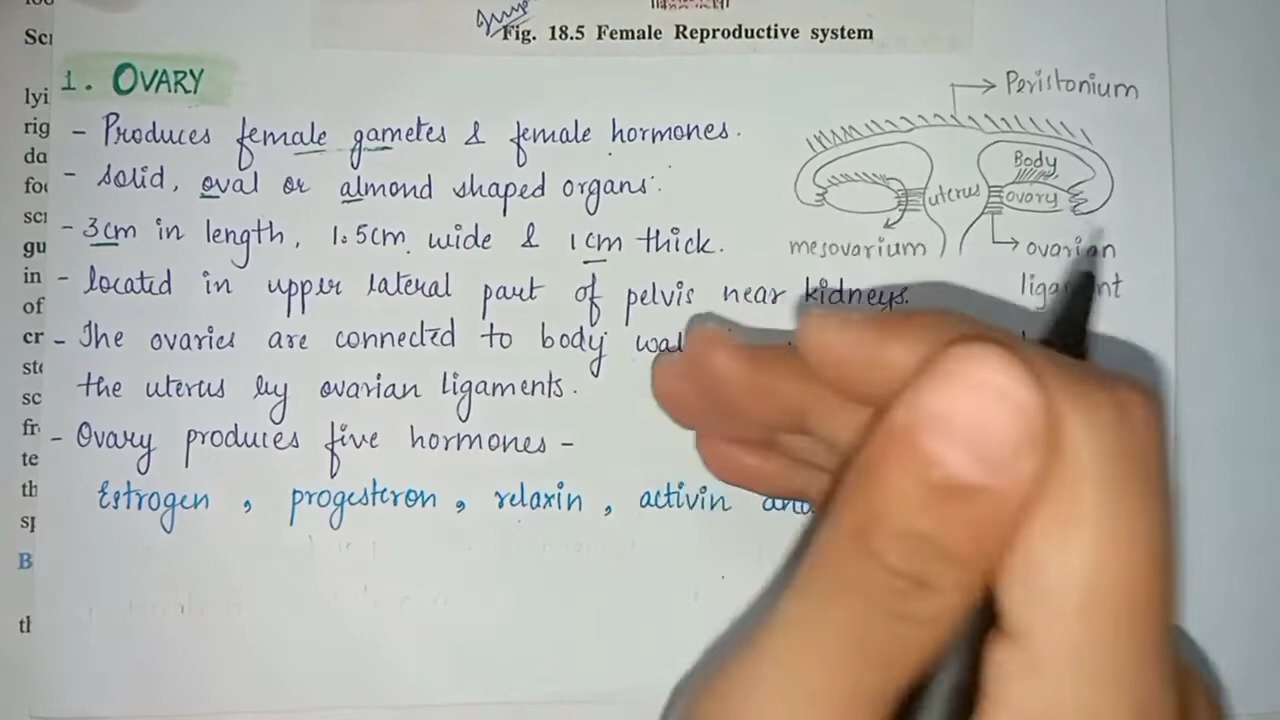 Fig. 18.5 Female Reproductive system
1. OVARY
- Produces female gametes & female hormones.
- solid, oval or almond shaped organs.
- 3cm in length, 1.5cm wide & 1cm thick.
- located in upper lateral part of pelvis near kidneys.
- The ovaries are connected to body
the uterus by ovarian ligaments.
- Ovary produces five hormones -
Estrogen , progesteron , relaxin , activin and
Peristonium
Body
uterus
ovary
mesovarium
ovarian